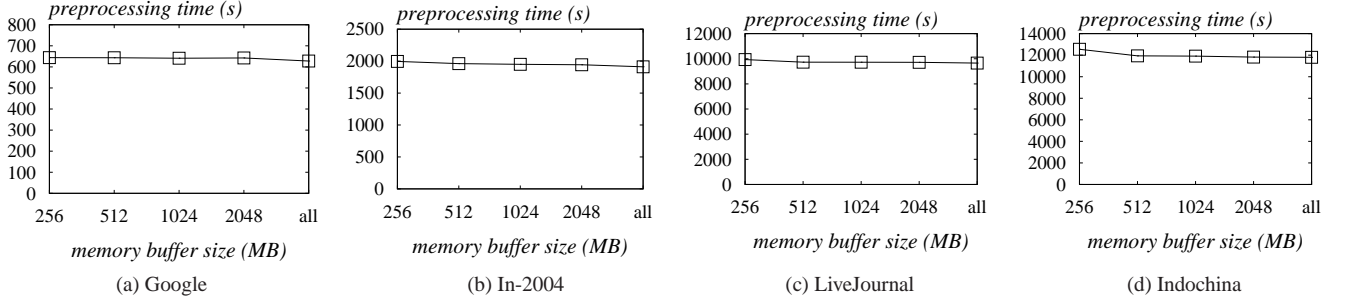 preprocessing time (s)
800
700
600
500
400
300
200
100
0
256 512 1024 2048 all
memory buffer size (MB)
(a) Google
preprocessing time (s)
2500
2000
1500
1000
500
0
256 512 1024 2048 all
memory buffer size (MB)
(b) In-2004
preprocessing time (s)
12000
10000
8000
6000
4000
2000
0
256 512 1024 2048 all
memory buffer size (MB)
(c) LiveJournal
preprocessing time (s)
14000
12000
10000
8000
6000
4000
2000
0
256 512 1024 2048 all
memory buffer size (MB)
(d) Indochina